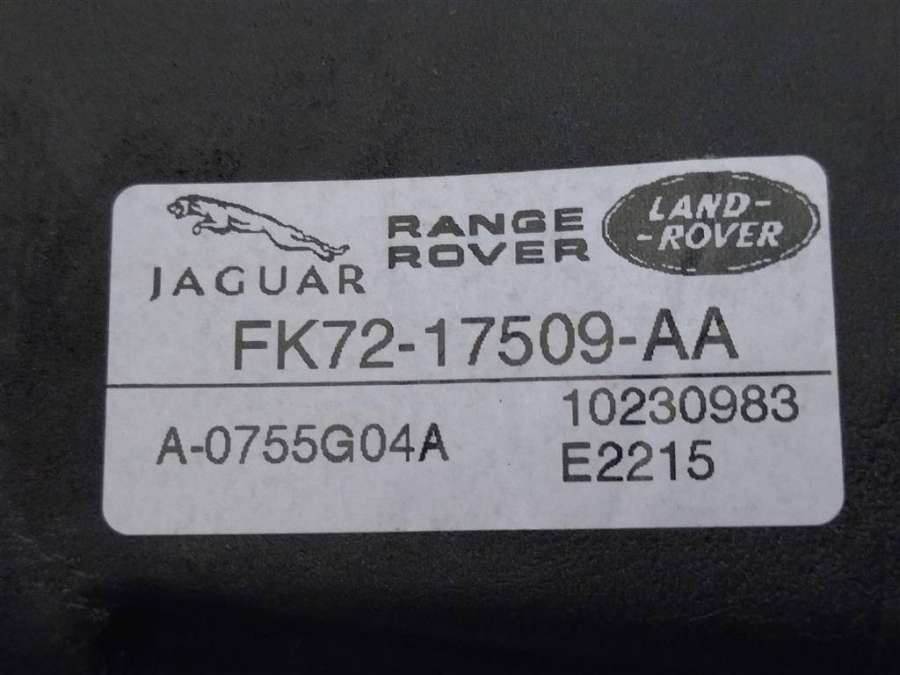 JAGUAR
RANGE
ROVER
LAND-
-ROVER
FK72-17509-AA
A-0755G04A
10230983
E2215